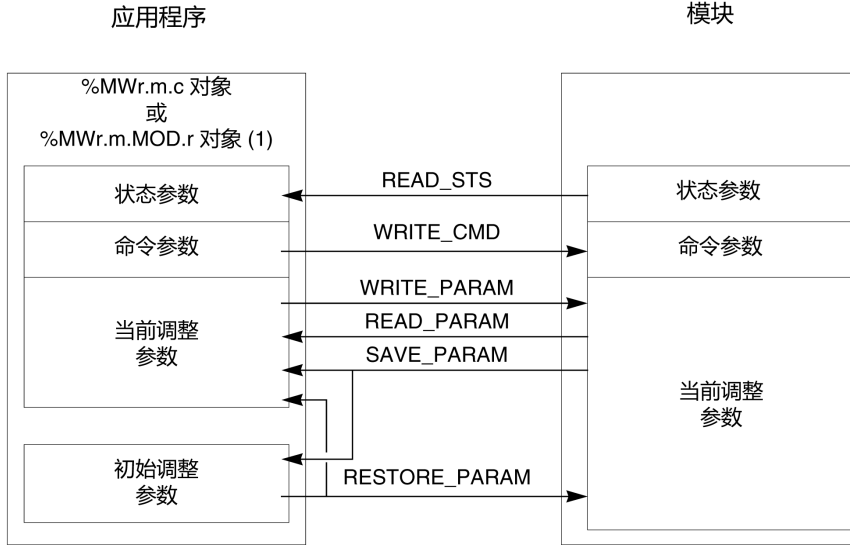 应用程序
模块
%MWr.m.c 对象
或
%MWr.m.MOD.r 对象 (1)
状态参数
READ_STS
状态参数
命令参数
WRITE_CMD
命令参数
WRITE_PARAM
READ_PARAM
SAVE_PARAM
当前调整
参数
当前调整
参数
初始调整
参数
RESTORE_PARAM